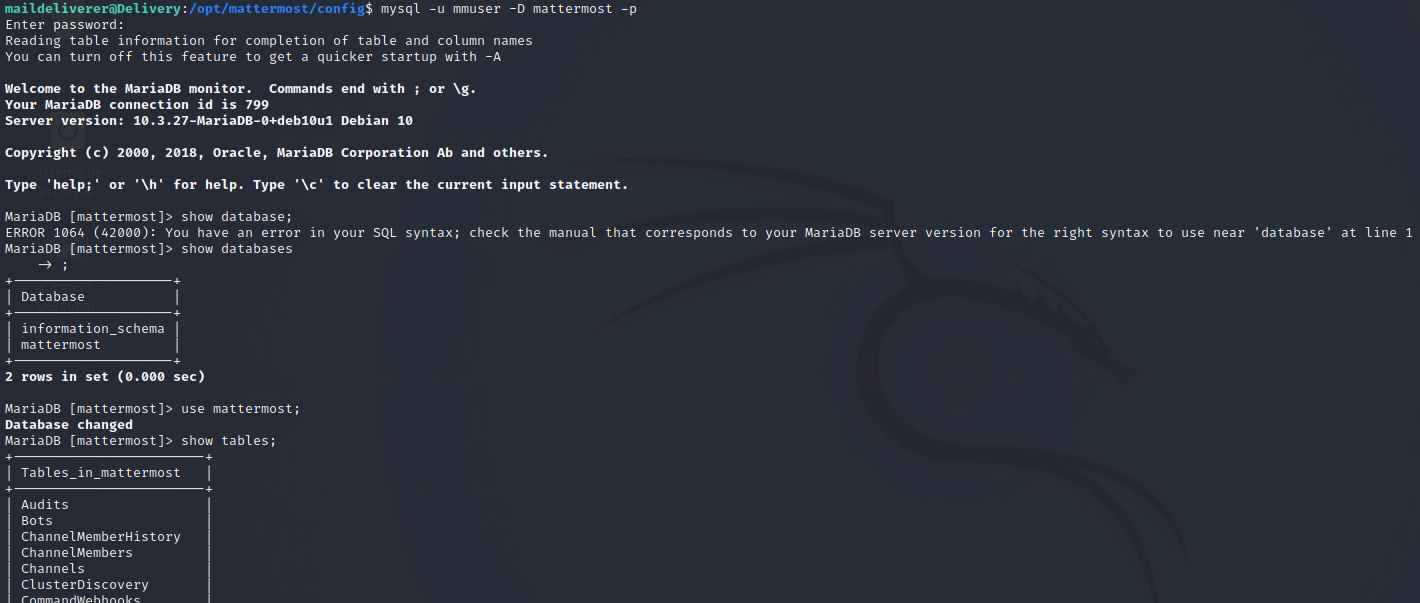 maildeliverer@Delivery:/opt/mattermost/config$ mysql -u mmuser -D mattermost -p
Enter password:
Reading table information for completion of table and column names
You can turn off this feature to get a quicker startup with -A
Welcome to the MariaDB monitor.  Commands end with ; or \g.
Your MariaDB connection id is 799
Server version: 10.3.27-MariaDB-0+deb10u1 Debian 10
Copyright (c) 2000, 2018, Oracle, MariaDB Corporation Ab and others.
Type 'help;' or '\h' for help. Type '\c' to clear the current input statement.
MariaDB [mattermost]> show database;
ERROR 1064 (42000): You have an error in your SQL syntax; check the manual that corresponds to your MariaDB server version for the right syntax to use near 'database' at line 1
MariaDB [mattermost]> show databases
    -> ;
+--------------------+
| Database           |
+--------------------+
| information_schema |
| mattermost         |
+--------------------+
2 rows in set (0.000 sec)
MariaDB [mattermost]> use mattermost;
Database changed
MariaDB [mattermost]> show tables;
+------------------------+
| Tables_in_mattermost   |
+------------------------+
| Audits                 |
| Bots                   |
| ChannelMemberHistory   |
| ChannelMembers         |
| Channels               |
| ClusterDiscovery       |
| CommandWebhooks        |